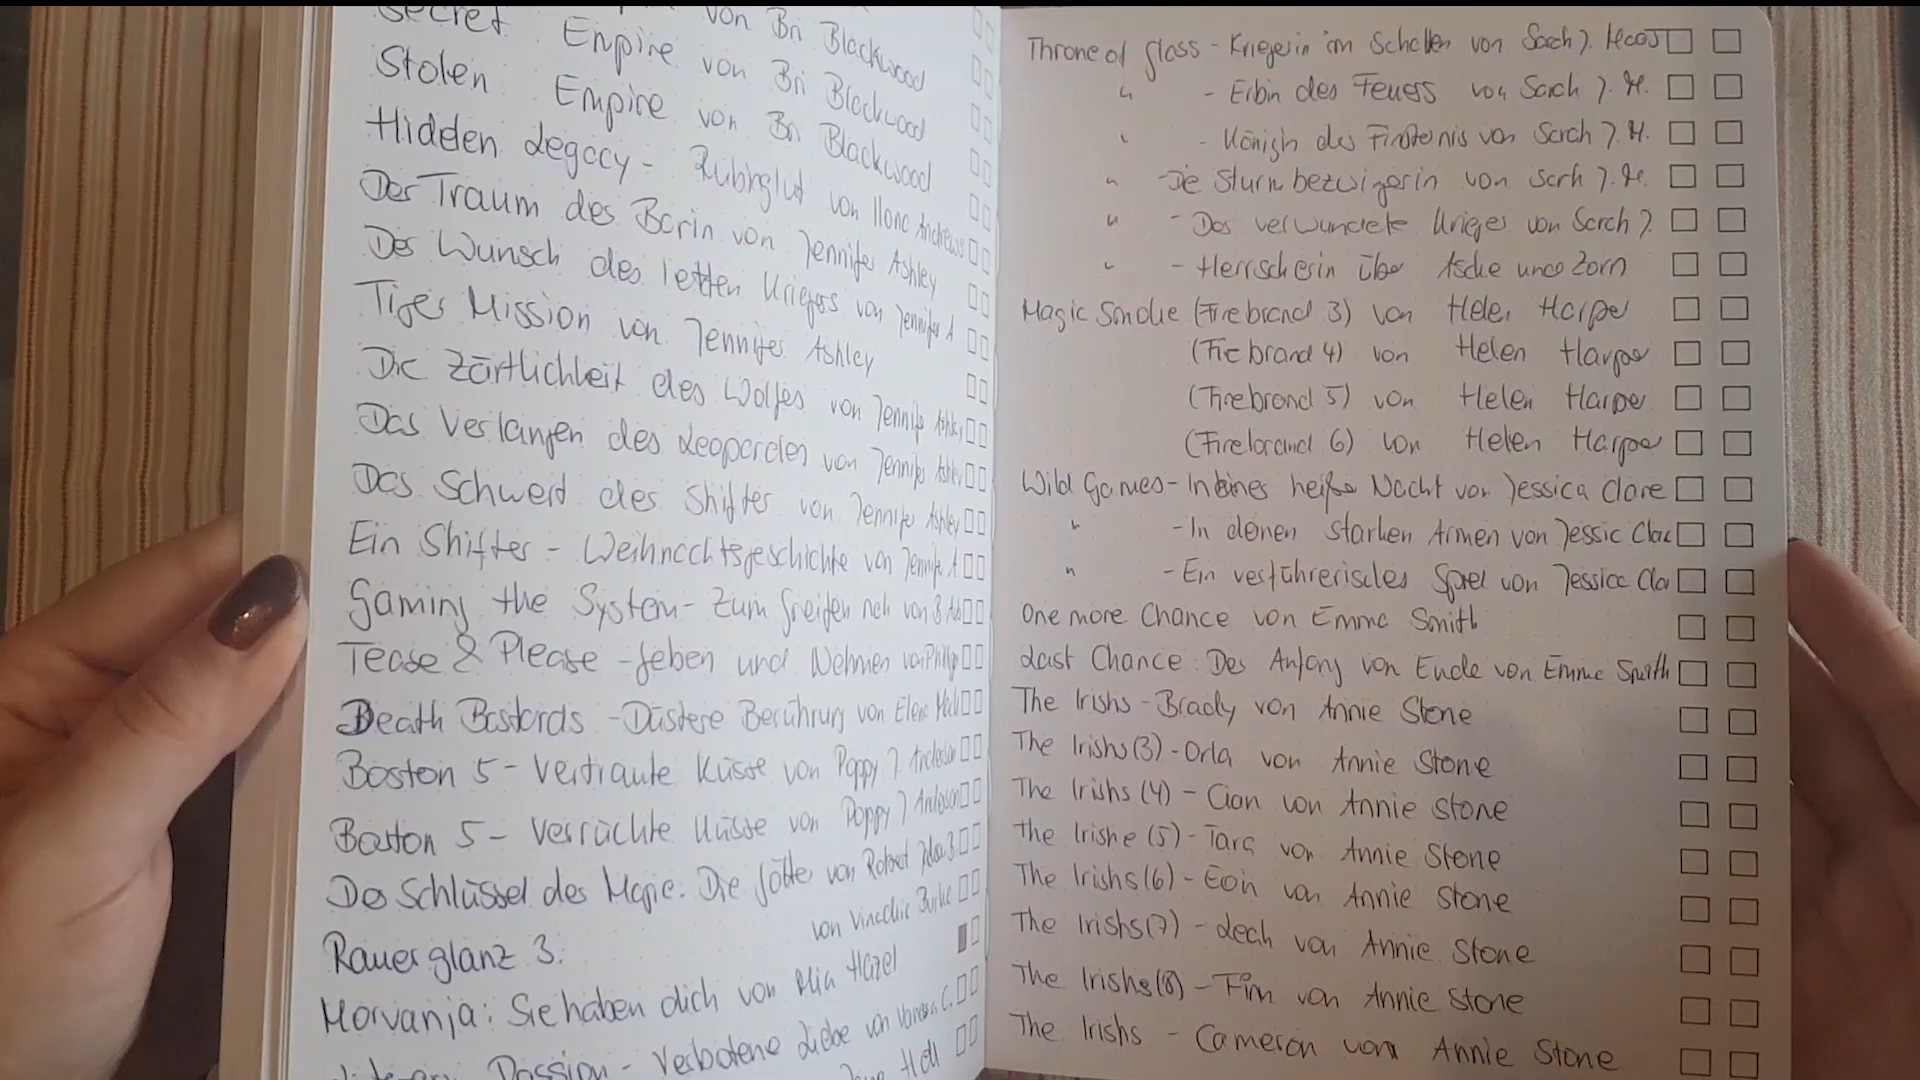 Secret Empire von Bri Blackwood
Stolen Empire von Bri Blackwood
Hidden Legacy - Rubinglut von Ilona Andrews
Der Traum des Bärin von Jennifer Ashley
Der Wunsch des letzten Kriegers von Jennifer A
Tiger Mission von Jennifer Ashley
Die Zärtlichkeit des Wolfes von Jennifer Ashley
Das Verlangen des Leoparden von Jennifer Ashley
Das Schwert des Shifters von Jennifer Ashley
Ein Shifter - Weihnachtsgeschichte von Jennifer A
Gaming the System - Zum Greifen nah von B.
Tease & Please - Geben und Nehmen von
Death Bastards - Düstere Berührung von Elena
Boston 5 - Vertraute Küsse von Poppy J. Anderson
Boston 5 - Verrückte Küsse von Poppy J Anderson
Der Schlüssel der Magie: Die Götter von
Rauer glanz 3: von
Morvanja: Sie haben dich von Mia Hazel
Passion - Verbotene Liebe von Vanessa C.
Throne of Glass - Kriegerin im Schatten von Sarah J. Maas
" - Erbin des Feuers von Sarah J. M.
" - Königin der Finsternis von Sarah J. M.
" - Die Sturmbezwingerin von Sarah J. M.
" - Der verwundete Krieger von Sarah J.
" - Herrscherin über Asche und Zorn
Magic Smoke (Firebrand 3) von Helen Harper
(Firebrand 4) von Helen Harper
(Firebrand 5) von Helen Harper
(Firebrand 6) von Helen Harper
Wild Games - In einer heißen Nacht von Jessica Clare
" - In deinen starken Armen von Jessic Clar
" - Ein verführerisches Spiel von Jessica Cla
One more Chance von Emma Smith
Last Chance: Der Anfang von Ende von Emma Smith
The Irishs - Brady von Annie Stone
The Irishs (3) - Orla von Annie Stone
The Irishs (4) - Cian von Annie Stone
The Irishe (5) - Tara von Annie Stone
The Irishs (6) - Eoin von Annie Stone
The Irishs (7) - Leah von Annie Stone
The Irishs (8) - Finn von Annie Stone
The Irishs - Cameron von Annie Stone